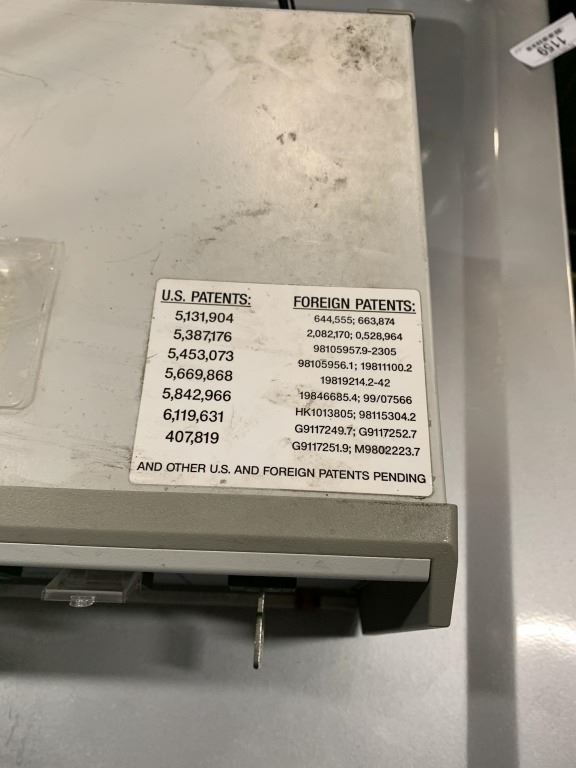 1159
U.S. PATENTS:
5,131,904
5,387,176
5,453,073
5,669,868
5,842,966
6,119,631
407,819
FOREIGN PATENTS:
644,555; 663,874
2,082,170; 0,528,964
98105957.9-2305
98105956.1; 19811100.2
19819214.2-42
19846685.4; 99/07566
HK1013805; 98115304.2
G9117249.7; G9117252.7
G9117251.9; M9802223.7
AND OTHER U.S. AND FOREIGN PATENTS PENDING